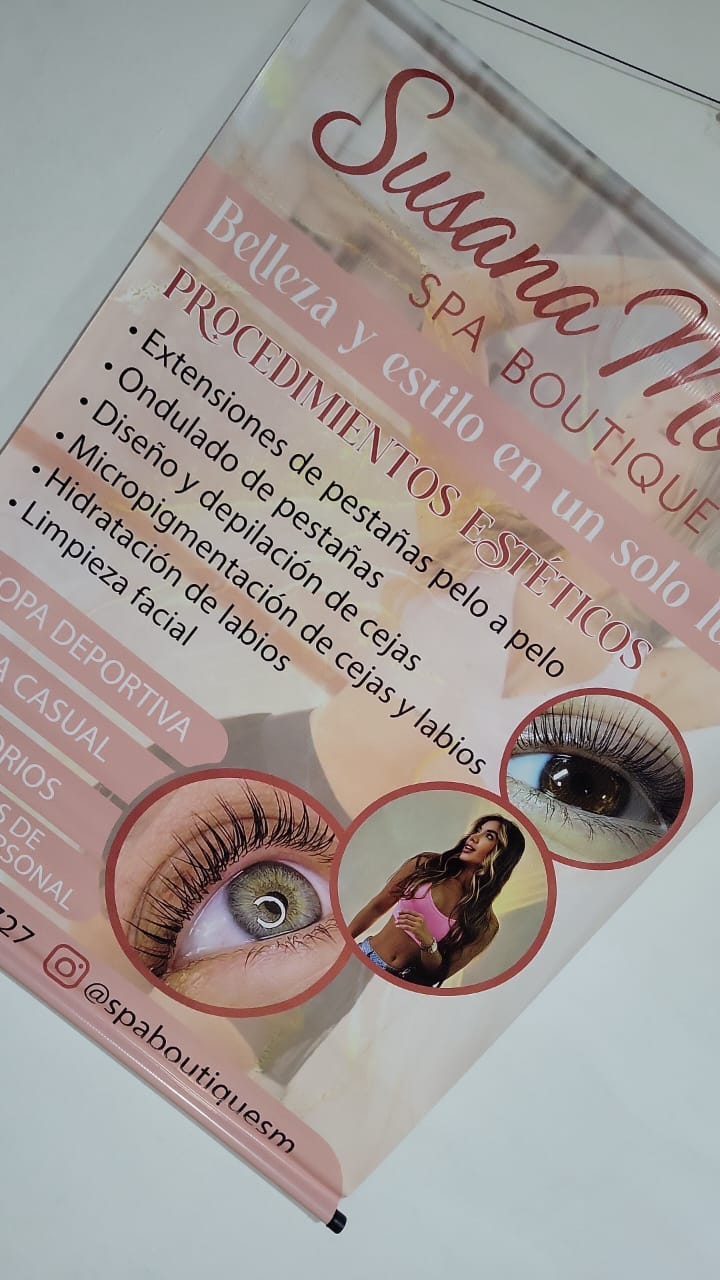 Susana
SPA BOUTIQUE
Belleza y estilo en un solo
PROCEDIMIENTOS ESTÉTICOS
• Extensiones de pestañas pelo a pelo
• Ondulado de pestañas
• Diseño y depilación de cejas
• Micropigmentación de cejas y labios
• Hidratación de labios
• Limpieza facial
OPA DEPORTIVA
A CASUAL
ORIOS
S DE
RSONAL
727
@spaboutiquesm